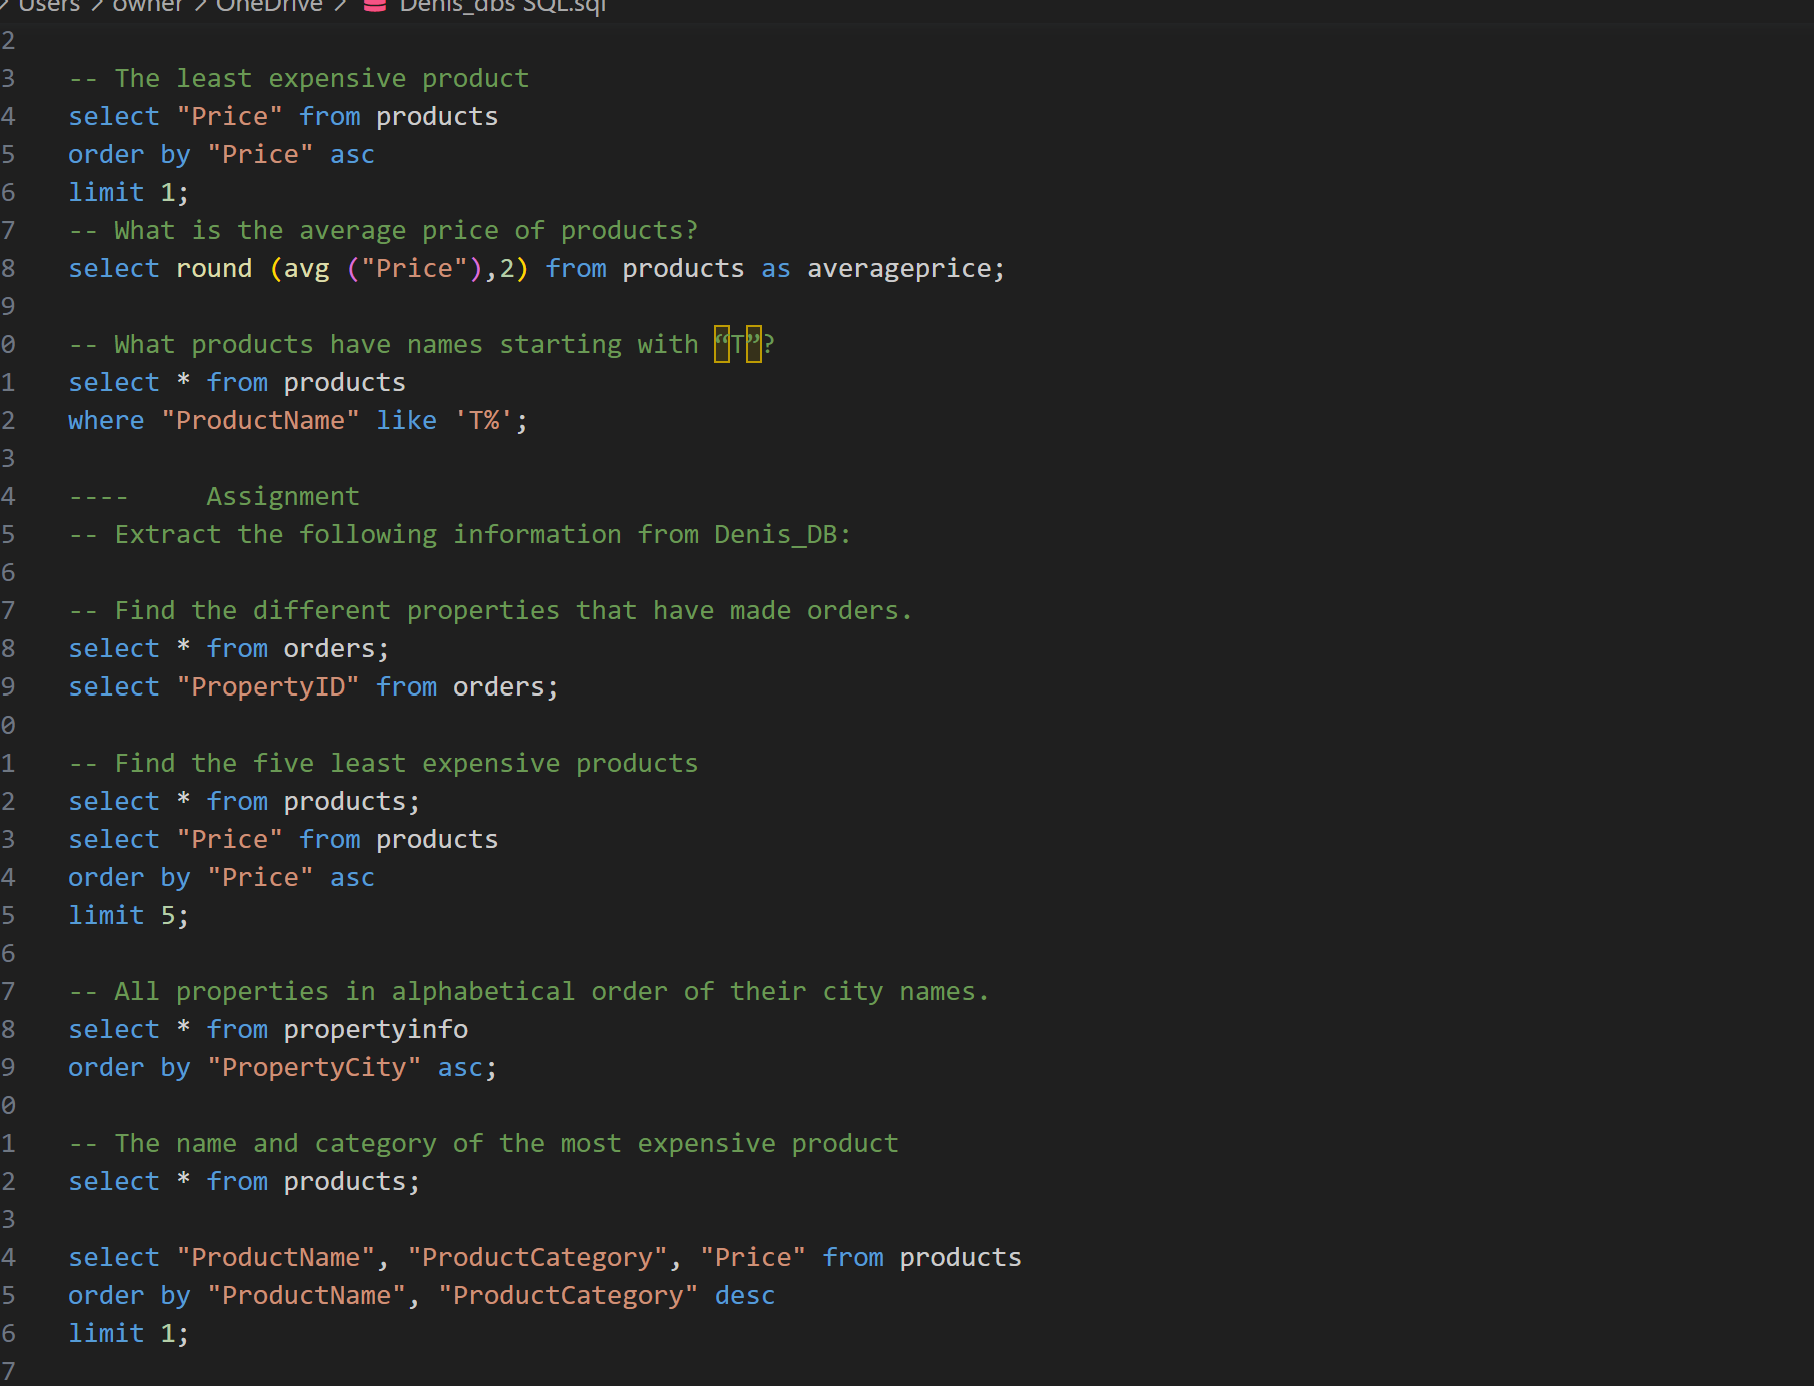 > Users > owner > OneDrive > Denis_dbs SQL.sql
2
3 -- The least expensive product
4 select "Price" from products
5 order by "Price" asc
6 limit 1;
7 -- What is the average price of products?
8 select round (avg ("Price"),2) from products as averageprice;
9
0 -- What products have names starting with “T”?
1 select * from products
2 where "ProductName" like 'T%';
3
4 ----     Assignment
5 -- Extract the following information from Denis_DB:
6
7 -- Find the different properties that have made orders.
8 select * from orders;
9 select "PropertyID" from orders;
0
1 -- Find the five least expensive products
2 select * from products;
3 select "Price" from products
4 order by "Price" asc
5 limit 5;
6
7 -- All properties in alphabetical order of their city names.
8 select * from propertyinfo
9 order by "PropertyCity" asc;
0
1 -- The name and category of the most expensive product
2 select * from products;
3
4 select "ProductName", "ProductCategory", "Price" from products
5 order by "ProductName", "ProductCategory" desc
6 limit 1;
7